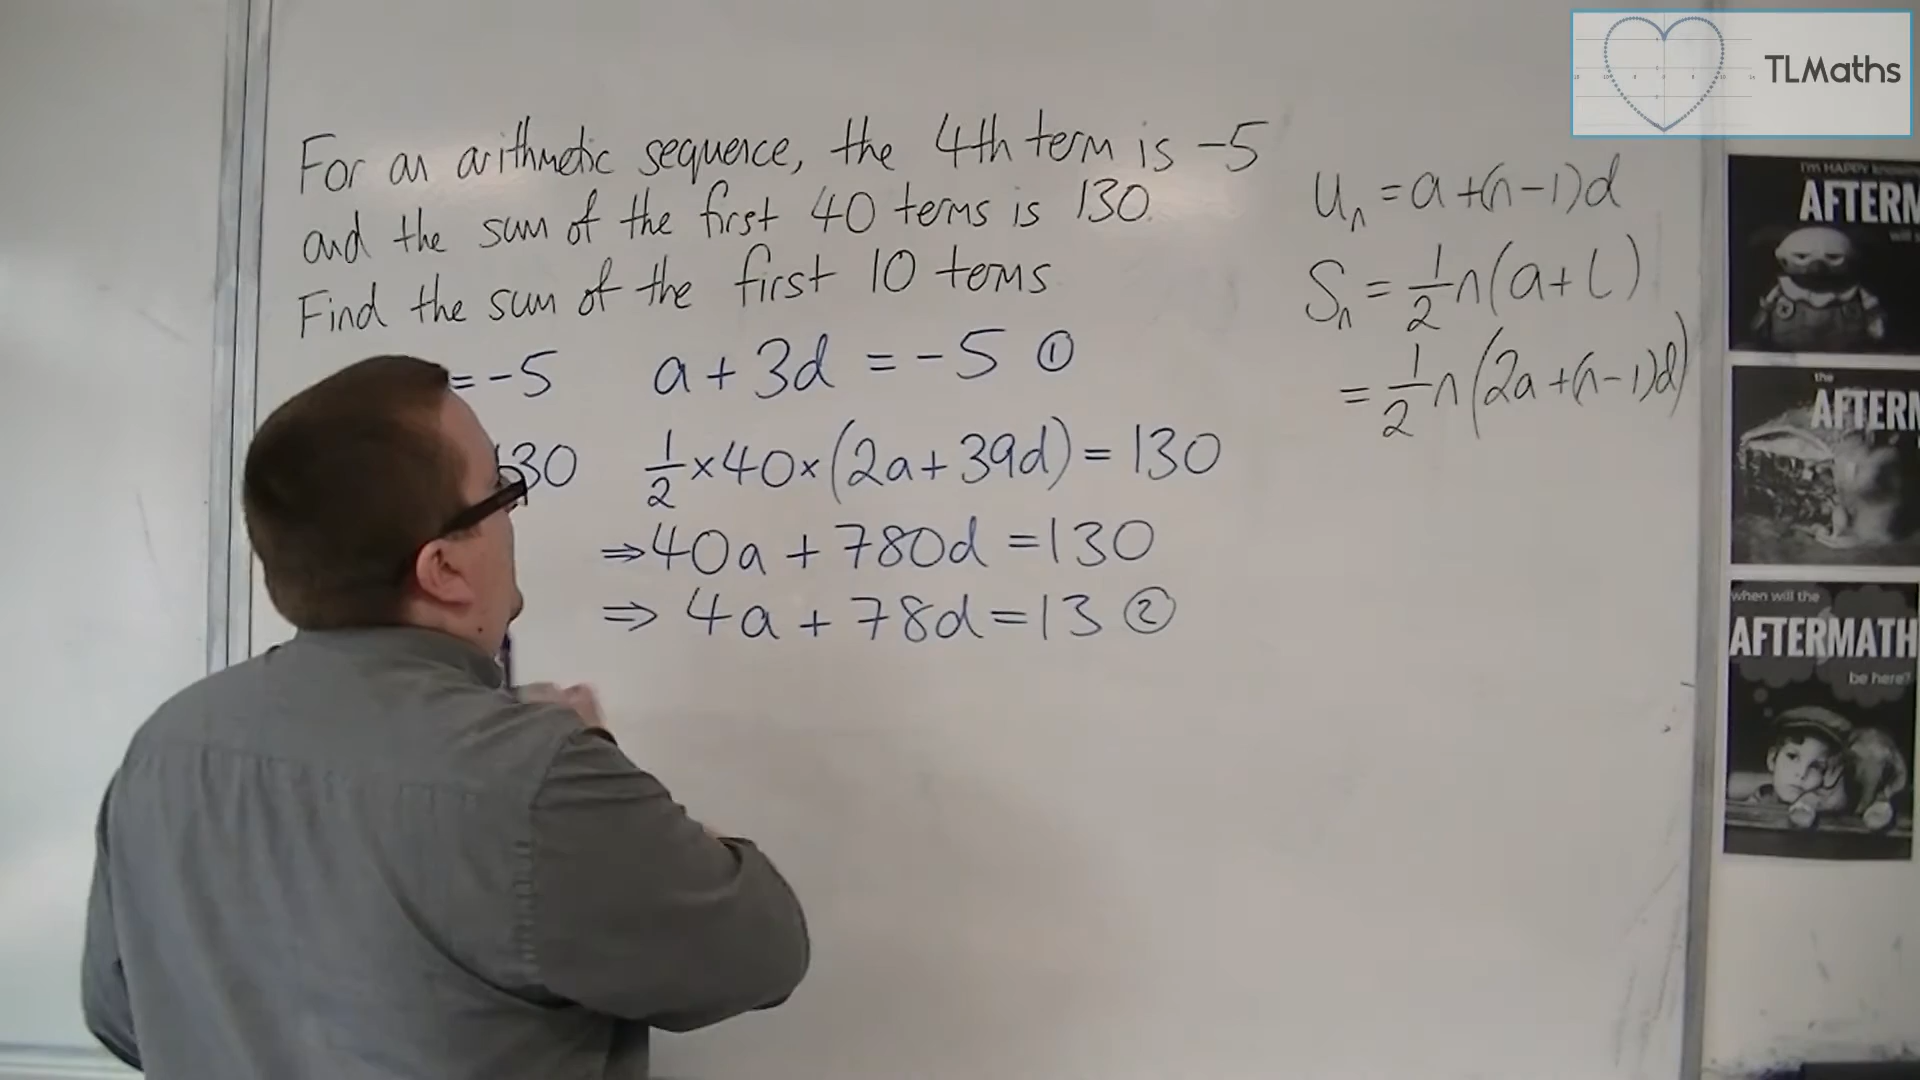 TLMaths
For an arithmetic sequence, the 4th term is -5
and the sum of the first 40 terms is 130.
Find the sum of the first 10 terms
U_n = a + (n-1)d
S_n = 1/2 n(a + L)
= 1/2 n(2a + (n-1)d)
= -5 a + 3d = -5 ①
130 1/2 × 40 × (2a + 39d) = 130
⇒ 40a + 780d = 130
⇒ 4a + 78d = 13 ②
I'M HAPPY
AFTERM
the
AFTERM
when will the
AFTERMATH
be here?